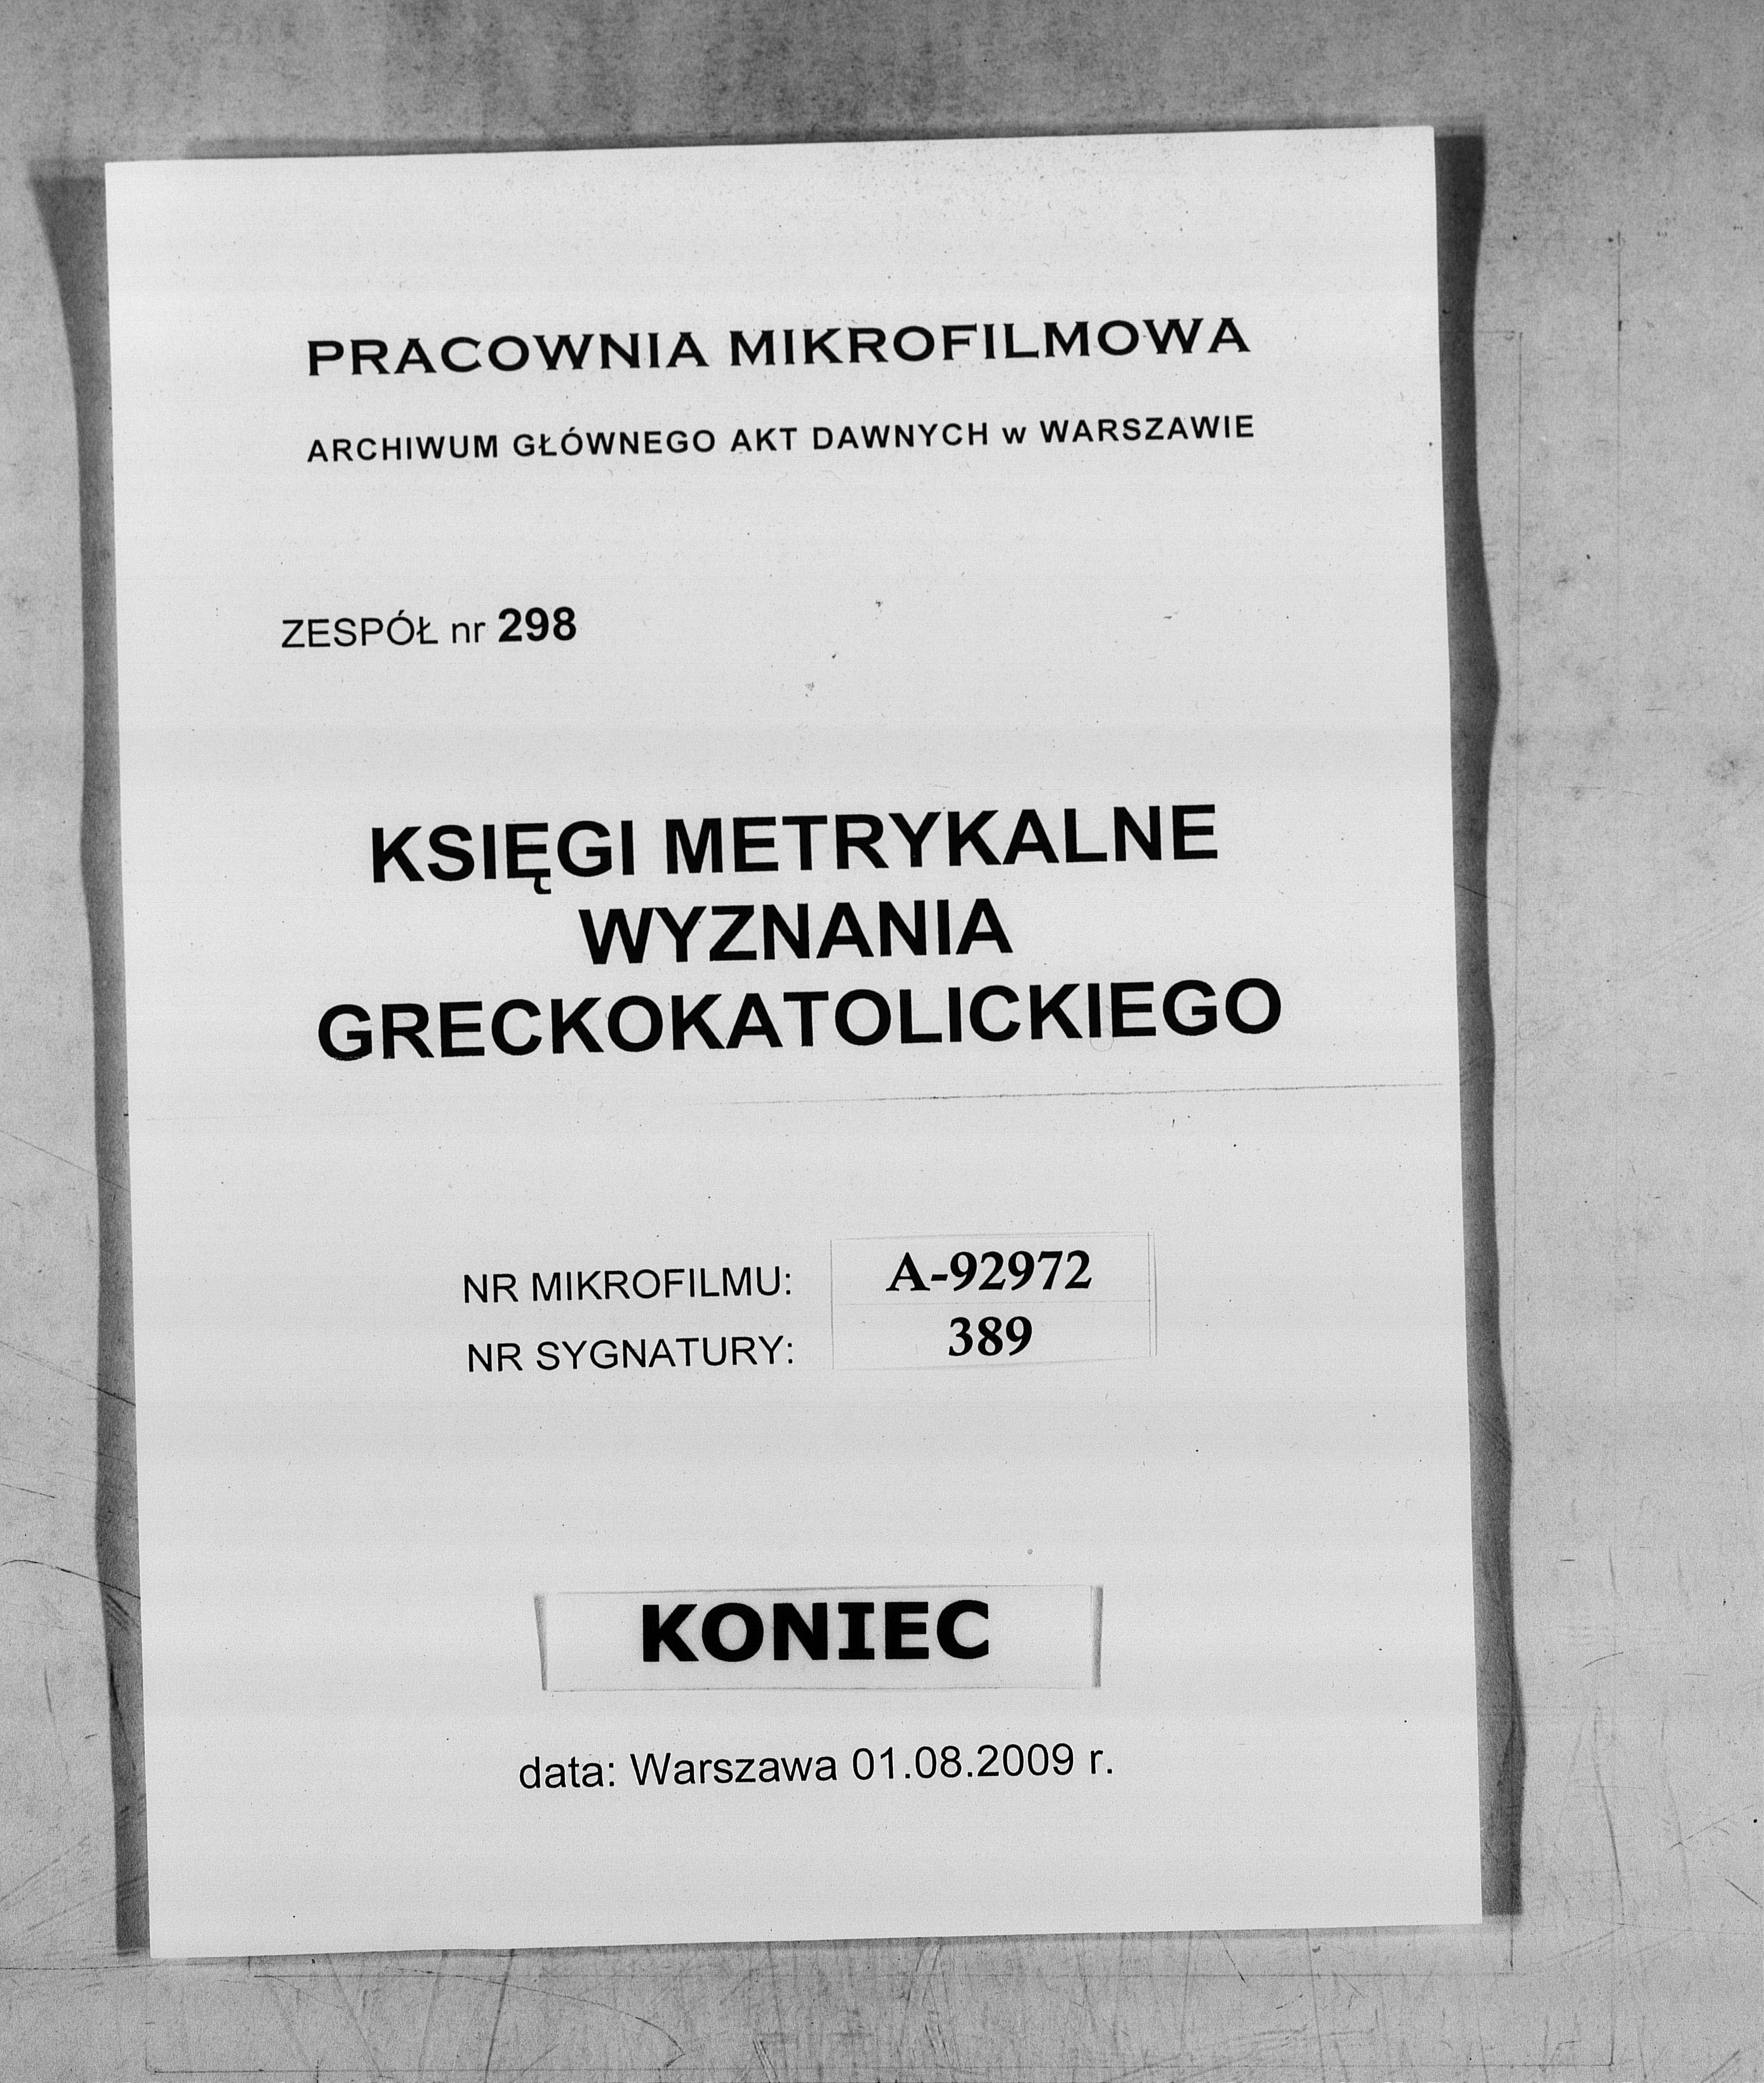 PRACOWNIA MIKROFILMOWA
ARCHIWUM GŁÓWNEGO AKT DAWNYCH w WARSZAWIE
ZESPÓŁ nr 298
KSIĘGI METRYKALNE
WYZNANIA
GRECKOKATOLICKIEGO
NR MIKROFILMU: A-92972
NR SYGNATURY: 389
KONIEC
data: Warszawa 01.08.2009 r.